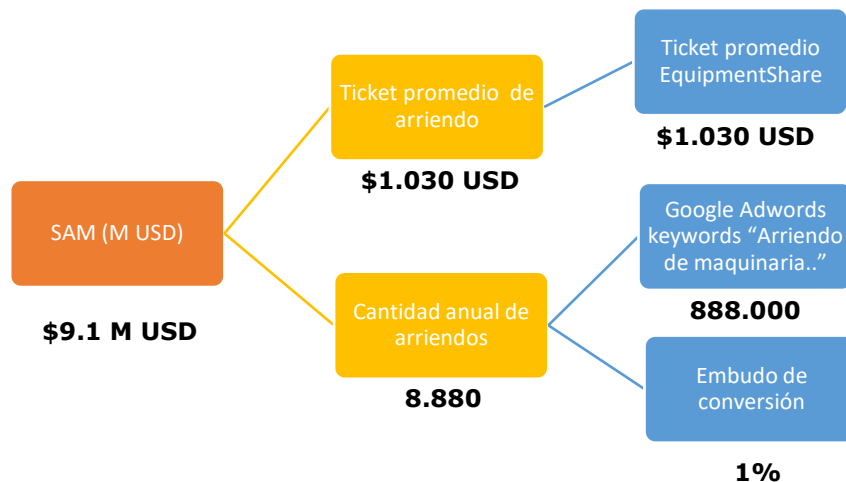 SAM (M USD)
$9.1 M USD
Ticket promedio de
arriendo
$1.030 USD
Cantidad anual de
arriendos
8.880
Ticket promedio
EquipmentShare
$1.030 USD
Google Adwords
keywords “Arriendo
de maquinaria..”
888.000
Embudo de
conversión
1%